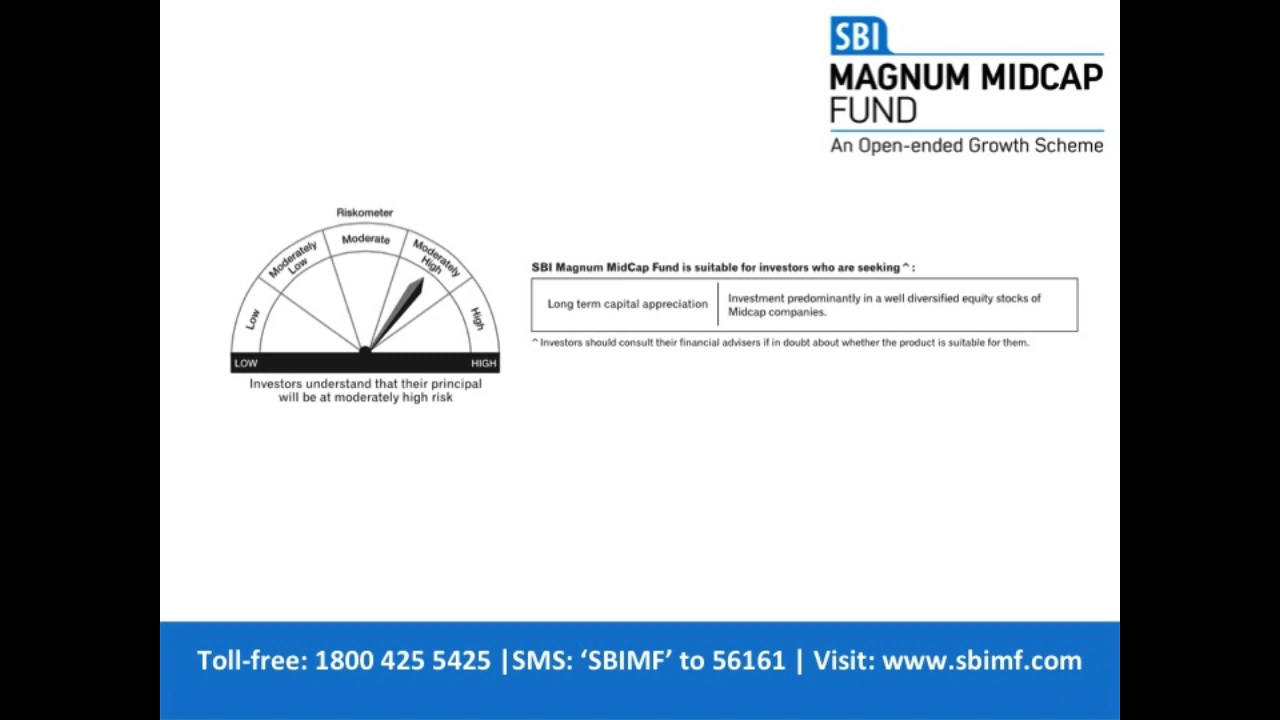 SBI
MAGNUM MIDCAP
FUND
An Open-ended Growth Scheme
Riskometer
Low
Moderately
Low
Moderate
Moderately
High
High
LOW
HIGH
Investors understand that their principal
will be at moderately high risk
SBI Magnum MidCap Fund is suitable for investors who are seeking^:
Long term capital appreciation
Investment predominantly in a well diversified equity stocks of
Midcap companies.
^ Investors should consult their financial advisers if in doubt about whether the product is suitable for them.
Toll-free: 1800 425 5425 |SMS: ‘SBIMF’ to 56161 | Visit: www.sbimf.com